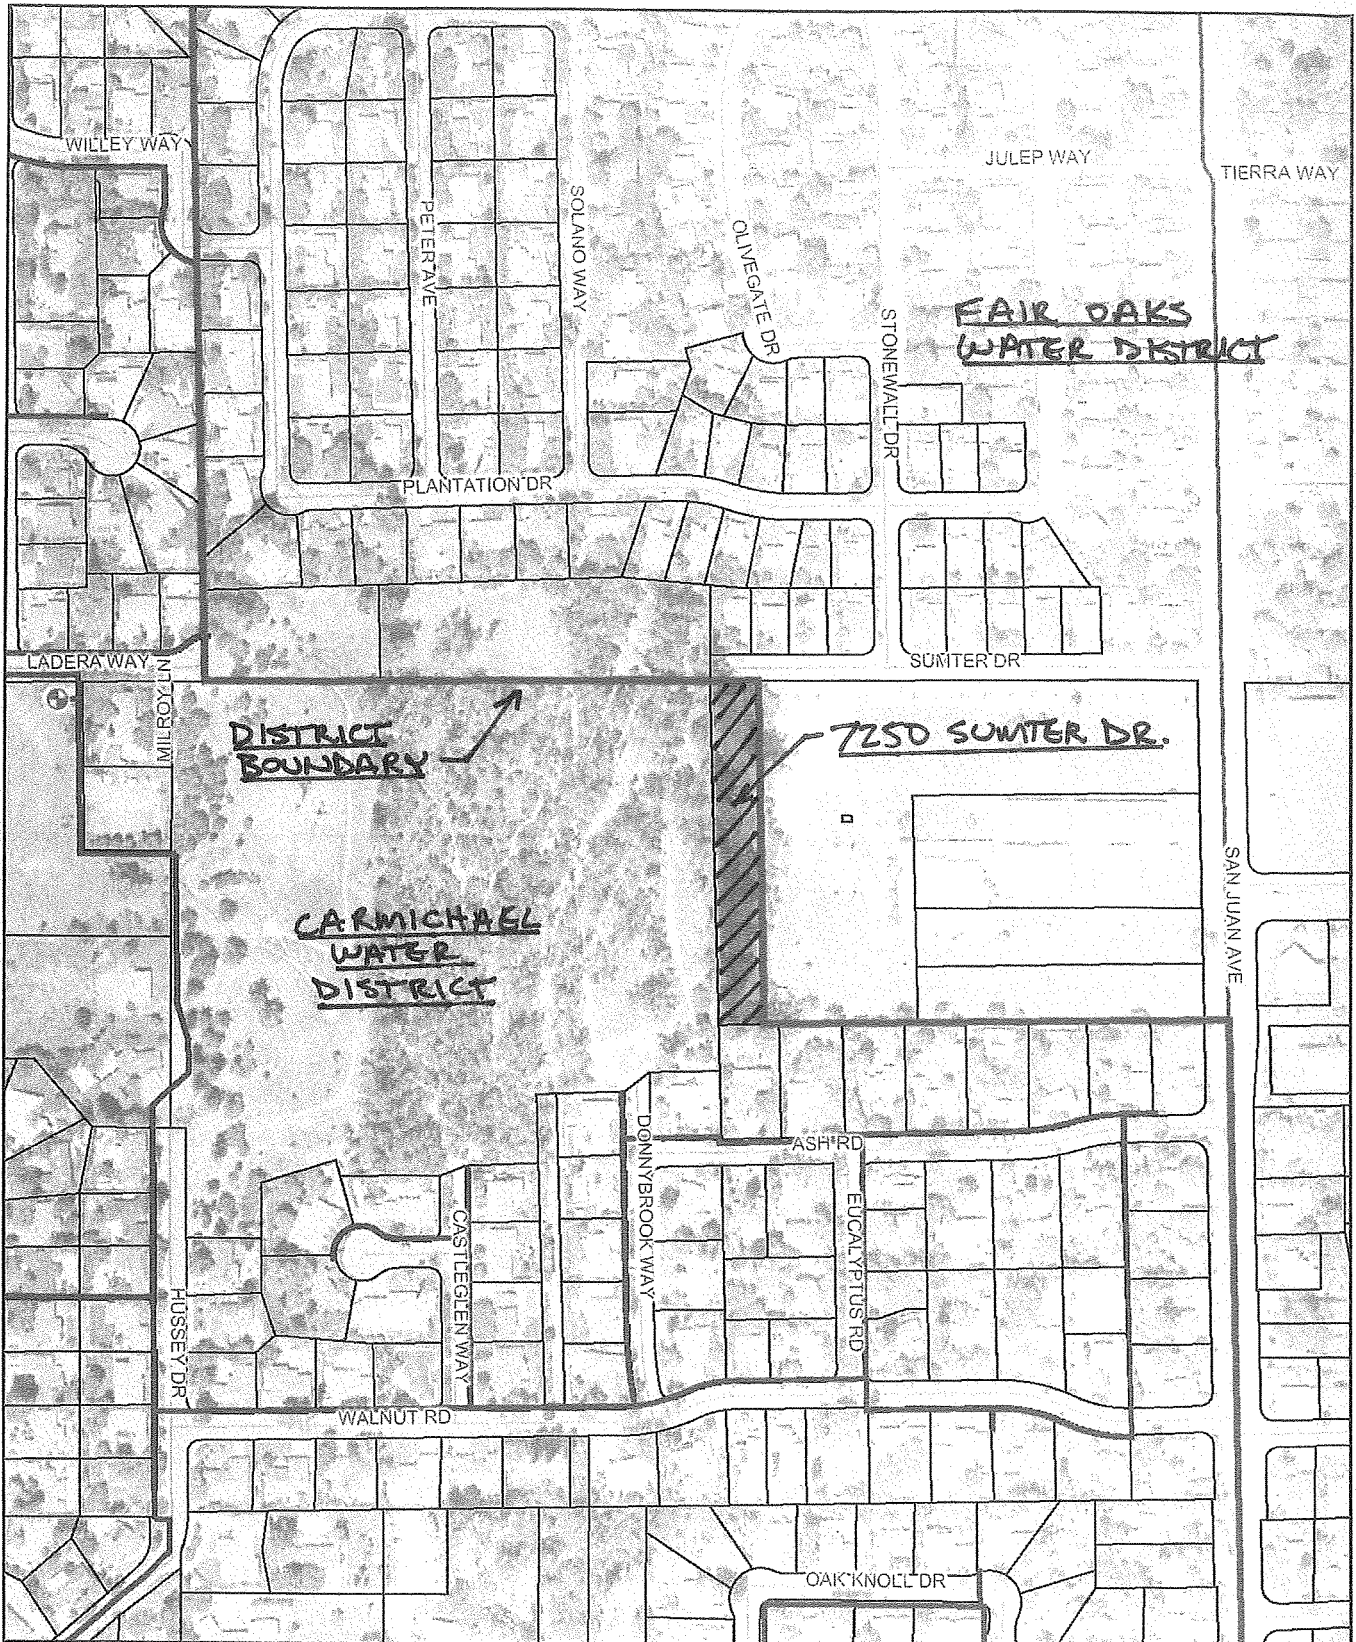 WILLEY WAY
JULEP WAY
TIERRA WAY
PETER AVE
SOLANO WAY
OLIVEGATE DR
STONEWALL DR
FAIR OAKS
WATER DISTRICT
PLANTATION DR
LADERA WAY
MILROY LN
SUMTER DR
DISTRICT
BOUNDARY
7250 SUMTER DR.
SAN JUAN AVE
CARMICHAEL
WATER
DISTRICT
DONNYBROOK WAY
ASH RD
EUCALYPTUS RD
CASTLEGLEN WAY
HUSSEY DR
WALNUT RD
OAK KNOLL DR